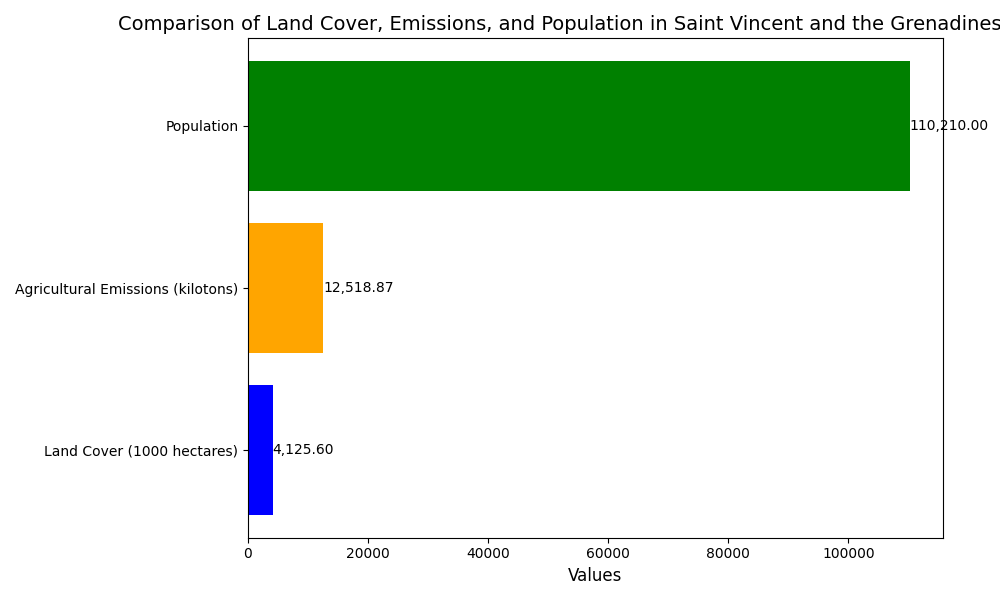 Comparison of Land Cover, Emissions, and Population in Saint Vincent and the Grenadines
Population
110,210.00
Agricultural Emissions (kilotons)
12,518.87
Land Cover (1000 hectares)
4,125.60
0 20000 40000 60000 80000 100000
Values